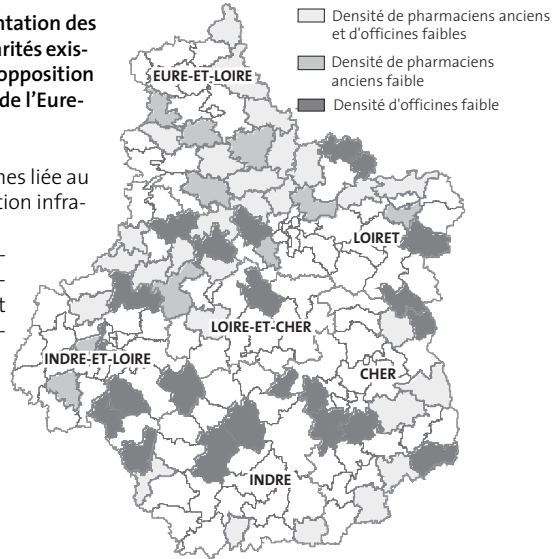 ntation des
arités exis-
opposition
de l'Eure-
nes liée au
tion infra-
t
Densité de pharmaciens anciens
et d'officines faibles
Densité de pharmaciens
anciens faible
Densité d'officines faible
EURE-ET-LOIRE
LOIRET
LOIRE-ET-CHER
INDRE-ET-LOIRE
CHER
INDRE